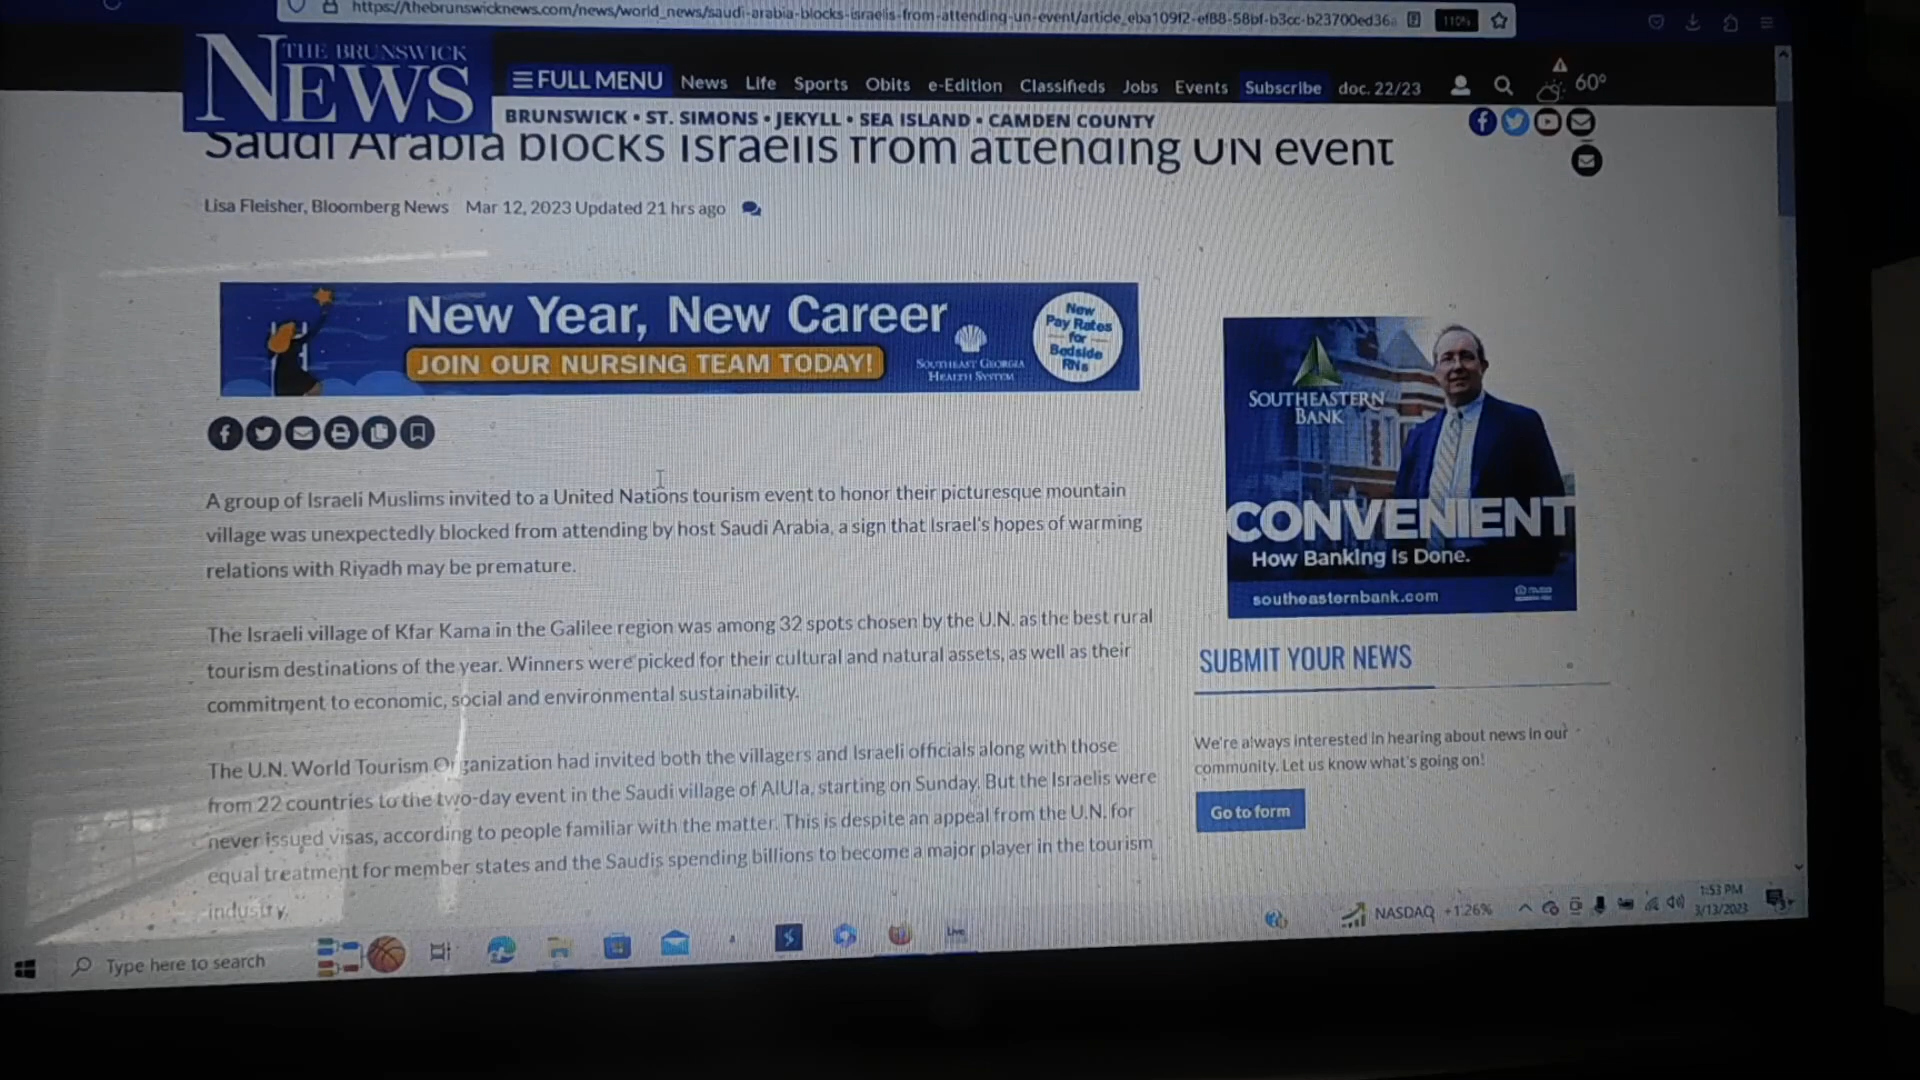 https://thebrunswicknews.com/news/world_news/saudi-arabia-blocks-israelis-from-attending-un-event/article_eba109f2-ef88-58bf-b3cc-b23700ed36
110%
THE BRUNSWICK
NEWS
FULL MENU News Life Sports Obits e-Edition Classifieds Jobs Events Subscribe doc. 22/23 60°
BRUNSWICK • ST. SIMONS • JEKYLL • SEA ISLAND • CAMDEN COUNTY
Saudi Arabia blocks Israelis from attending UN event
Lisa Fleisher, Bloomberg News Mar 12, 2023 Updated 21 hrs ago
New Year, New Career
JOIN OUR NURSING TEAM TODAY!
SOUTHEAST GEORGIA
HEALTH SYSTEM
New
Pay Rates
for
Bedside
RNs
A group of Israeli Muslims invited to a United Nations tourism event to honor their picturesque mountain
village was unexpectedly blocked from attending by host Saudi Arabia, a sign that Israel's hopes of warming
relations with Riyadh may be premature.
The Israeli village of Kfar Kama in the Galilee region was among 32 spots chosen by the U.N. as the best rural
tourism destinations of the year. Winners were picked for their cultural and natural assets, as well as their
commitment to economic, social and environmental sustainability.
The U.N. World Tourism Organization had invited both the villagers and Israeli officials along with those
from 22 countries to the two-day event in the Saudi village of AlUla, starting on Sunday. But the Israelis were
never issued visas, according to people familiar with the matter. This is despite an appeal from the U.N. for
equal treatment for member states and the Saudis spending billions to become a major player in the tourism
industry.
SOUTHEASTERN
BANK
CONVENIENT
How Banking Is Done.
southeasternbank.com
SUBMIT YOUR NEWS
We're always interested in hearing about news in our
community. Let us know what's going on!
Go to form
Type here to search
Live
NASDAQ +1.26%
1:53 PM
3/13/2023